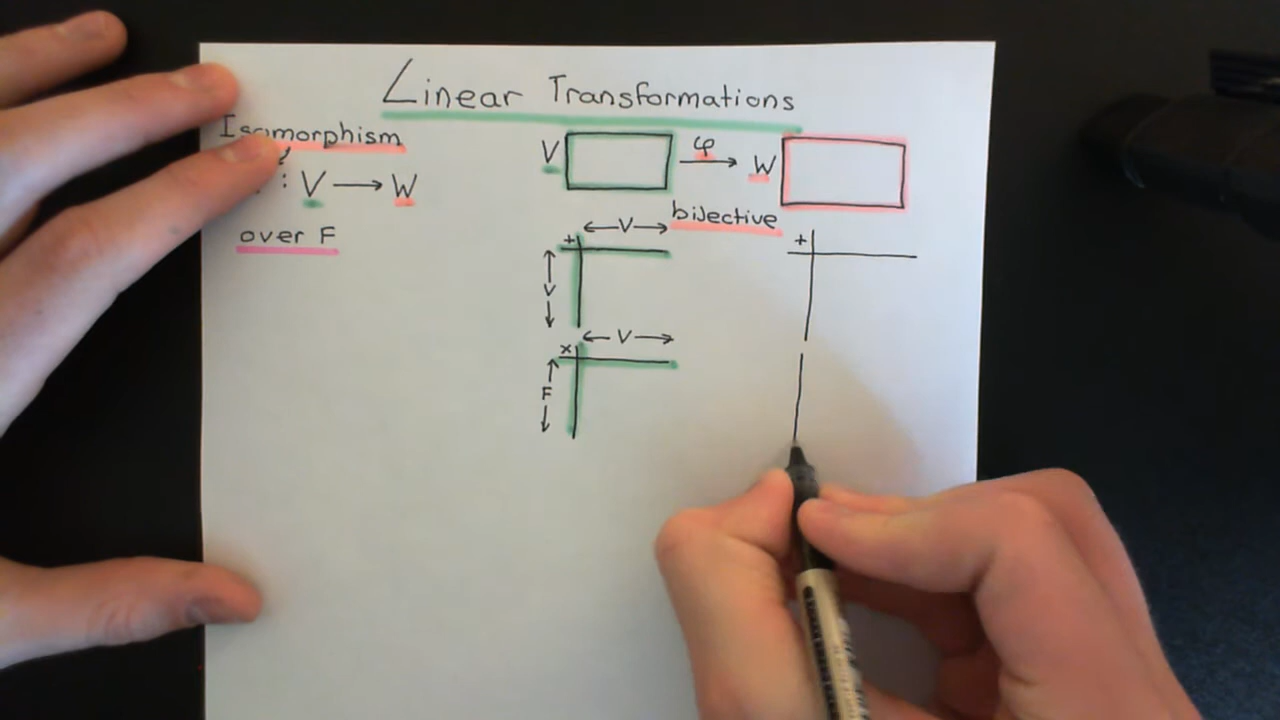 Linear Transformations
Isomorphism
: V → W
over F
V φ → W
bijective
← V →
+
↑ V ↓
← V →
×
↑ F ↓
+